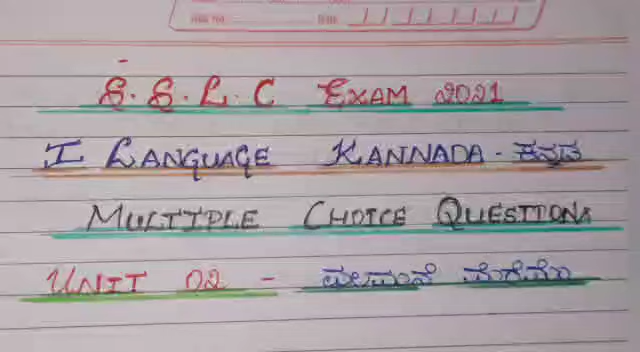 S.S.L.C EXAM 2021
I LANGUAGE KANNADA - ಕನ್ನಡ
MULTIPLE CHOICE QUESTIONS
UNIT 02 -